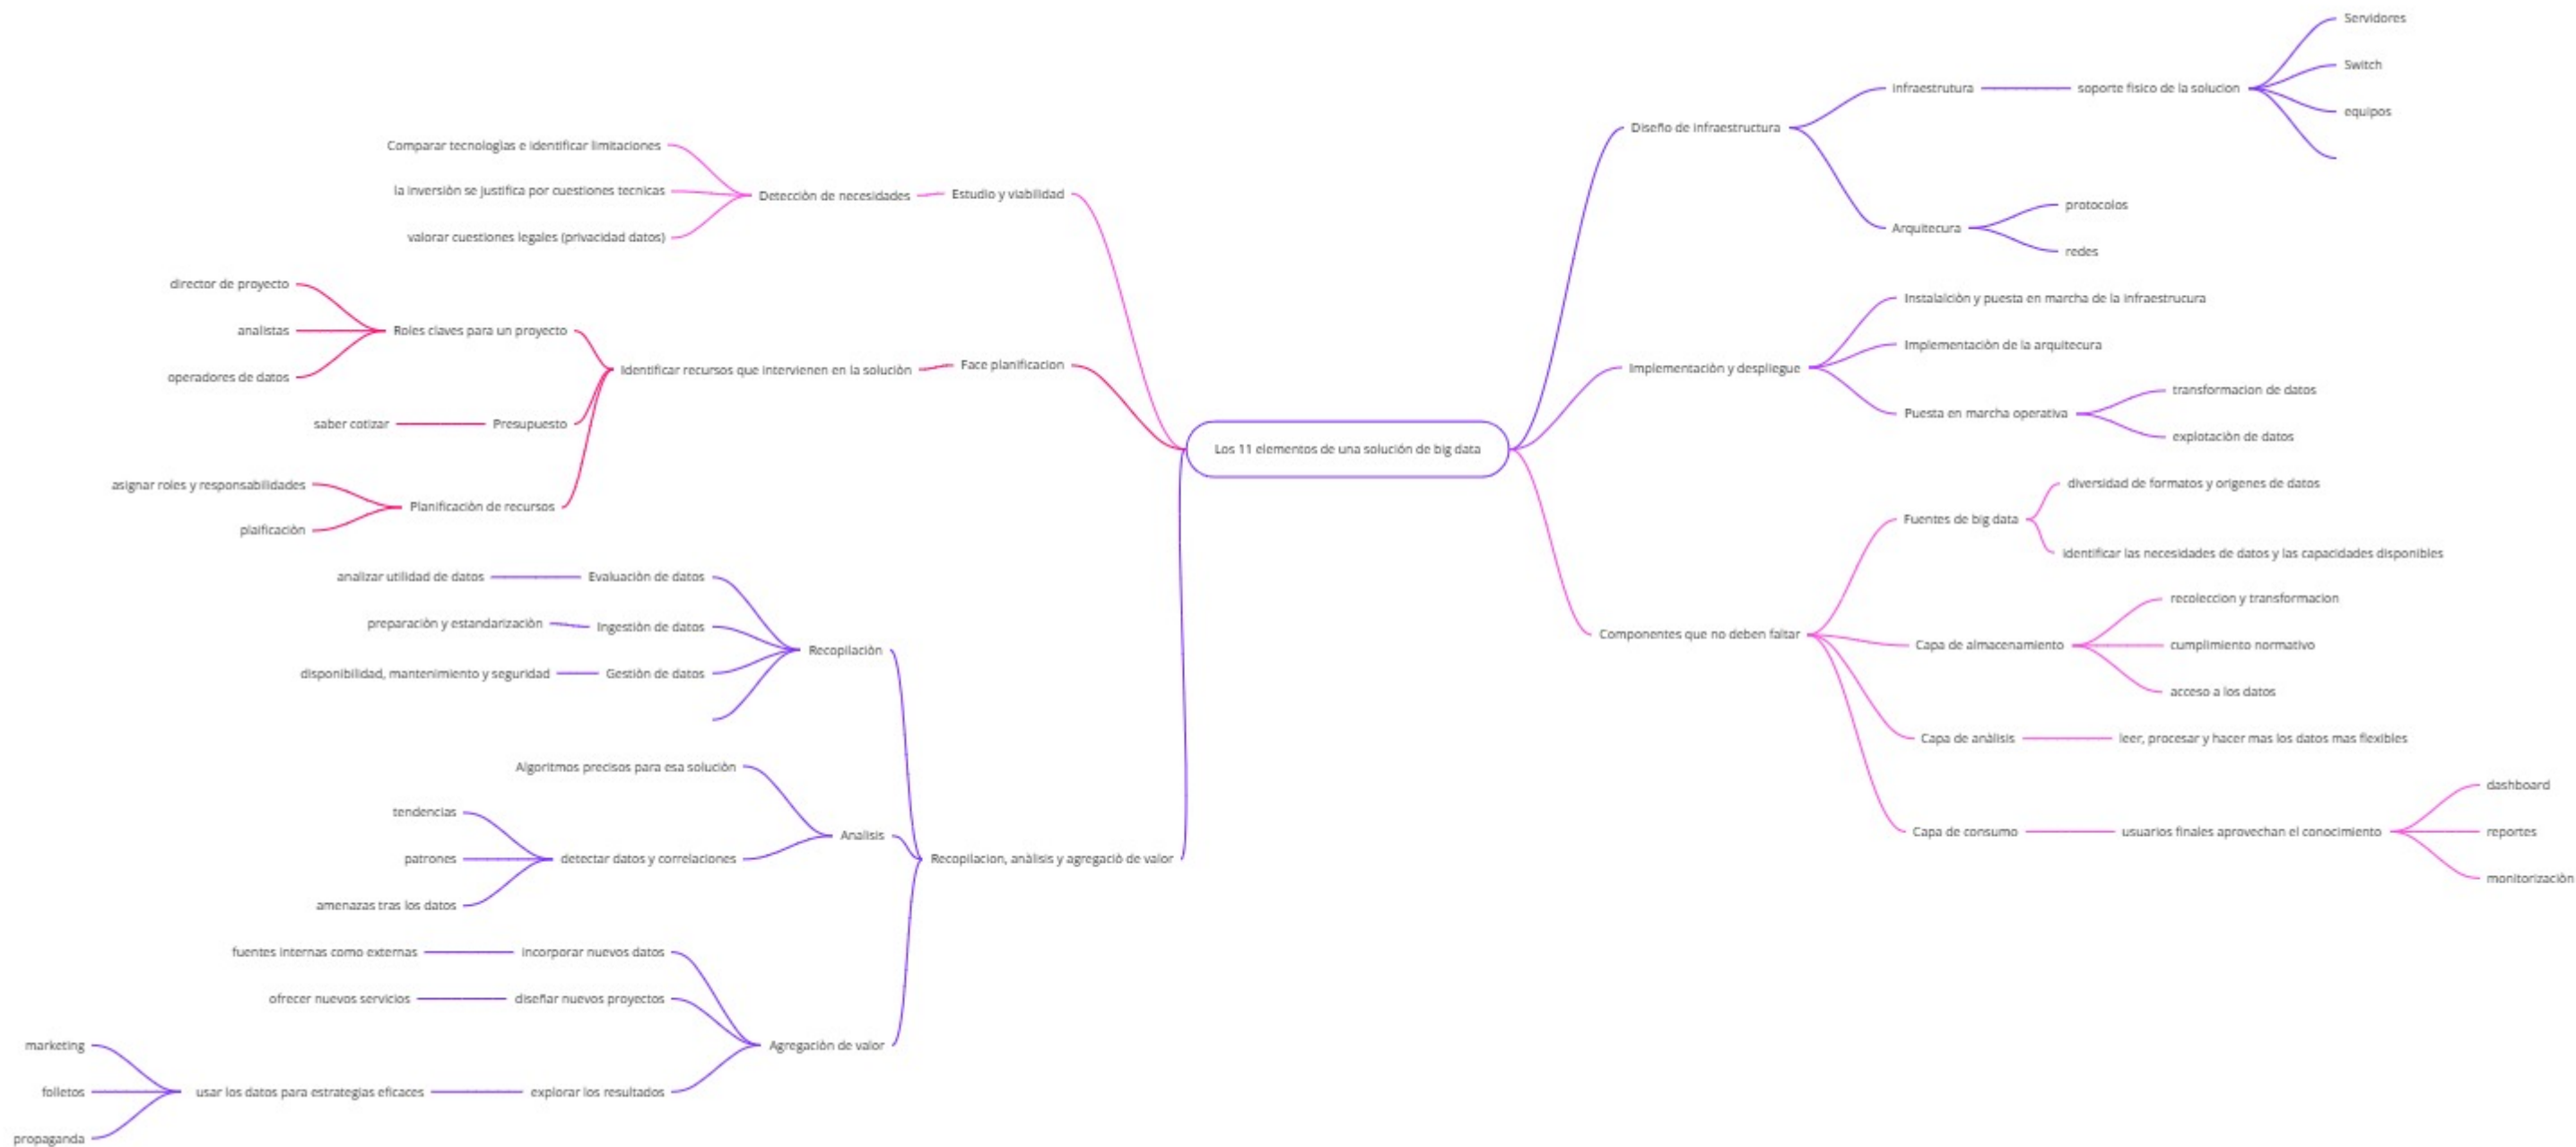 Los 11 elementos de una solución de big data
Estudio y viabilidad
Detección de necesidades
Comparar tecnologías e identificar limitaciones
la inversión se justifica por cuestiones tecnicas
valorar cuestiones legales (privacidad datos)
Face planificacion
Identificar recursos que intervienen en la solución
Roles claves para un proyecto
director de proyecto
analistas
operadores de datos
Presupuesto
saber cotizar
Planificación de recursos
asignar roles y responsabilidades
plaificación
Recopilacion, análisis y agregació de valor
Recopilación
Evaluación de datos
analizar utilidad de datos
Ingestión de datos
preparación y estandarización
Gestión de datos
disponibilidad, mantenimiento y seguridad
Analisis
Algoritmos precisos para esa solución
detectar datos y correlaciones
tendencias
patrones
amenazas tras los datos
Agregación de valor
incorporar nuevos datos
fuentes internas como externas
diseñar nuevos proyectos
ofrecer nuevos servicios
explorar los resultados
usar los datos para estrategias eficaces
marketing
folletos
propaganda
Diseño de infraestructura
infraestrutura
soporte fisico de la solucion
Servidores
Switch
equipos
Arquitecura
protocolos
redes
Implementación y despliegue
Instalalción y puesta en marcha de la infraestrucura
Implementación de la arquitecura
Puesta en marcha operativa
transformacion de datos
explotación de datos
Componentes que no deben faltar
Fuentes de big data
diversidad de formatos y origenes de datos
identificar las necesidades de datos y las capacidades disponibles
Capa de almacenamiento
recoleccion y transformacion
cumplimiento normativo
acceso a los datos
Capa de análisis
leer, procesar y hacer mas los datos mas flexibles
Capa de consumo
usuarios finales aprovechan el conocimiento
dashboard
reportes
monitorización